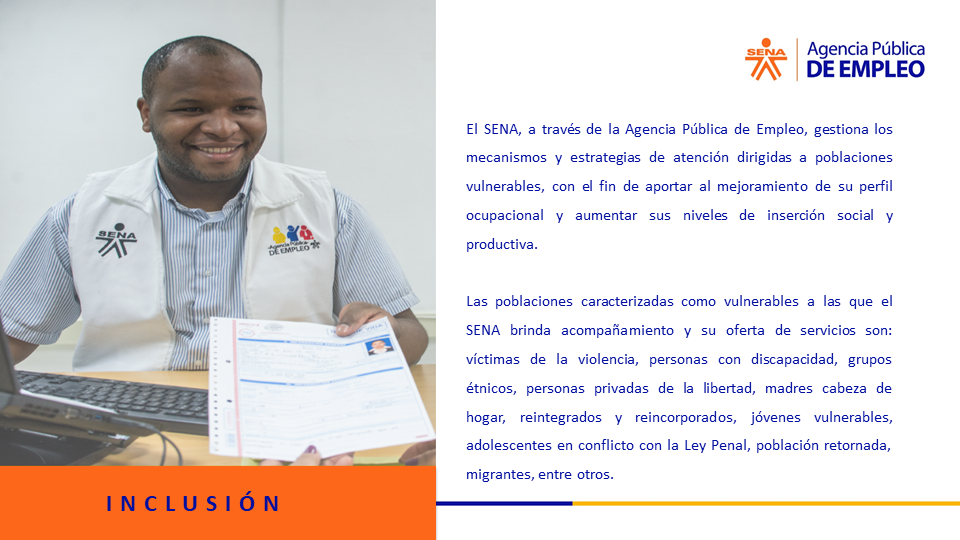 SENA
Agencia Pública
DE EMPLEO
El SENA, a través de la Agencia Pública de Empleo, gestiona los
mecanismos y estrategias de atención dirigidas a poblaciones
vulnerables, con el fin de aportar al mejoramiento de su perfil
ocupacional y aumentar sus niveles de inserción social y
productiva.
Las poblaciones caracterizadas como vulnerables a las que el
SENA brinda acompañamiento y su oferta de servicios son:
víctimas de la violencia, personas con discapacidad, grupos
étnicos, personas privadas de la libertad, madres cabeza de
hogar, reintegrados y reincorporados, jóvenes vulnerables,
adolescentes en conflicto con la Ley Penal, población retornada,
migrantes, entre otros.
SENA
Agencia Pública
DE EMPLEO
INCLUSIÓN